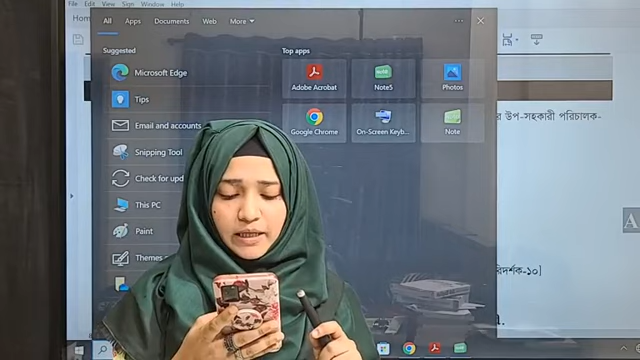 File Edit View Sign Window Help
Hom
All Apps Documents Web More
Suggested
Top apps
Microsoft Edge
Tips
Email and accounts
Snipping Tool
Check for upd
This PC
Paint
Themes
Adobe Acrobat
Note5
Photos
Google Chrome
On-Screen Keyb...
Note
র উপ-সহকারী পরিচালক-
রিদর্শক-১০]
A